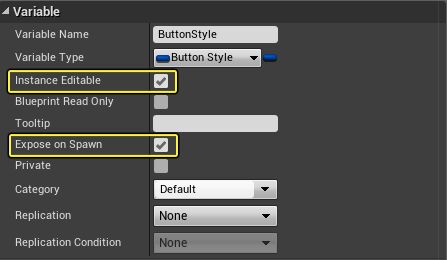 Variable
Variable Name ButtonStyle
Variable Type Button Style
Instance Editable
Blueprint Read Only
Tooltip
Expose on Spawn
Private
Category Default
Replication None
Replication Condition None